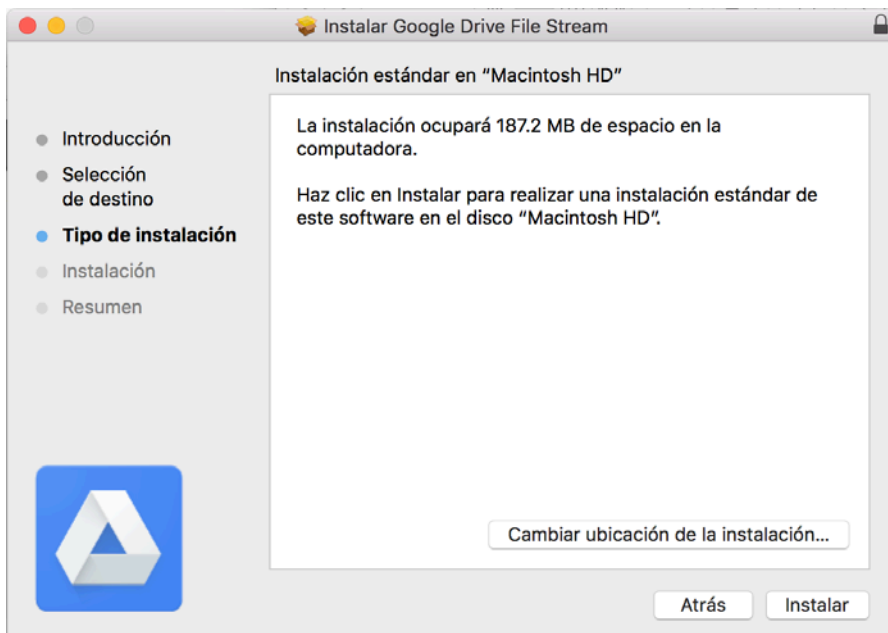 Instalar Google Drive File Stream
Instalación estándar en “Macintosh HD”
Introducción
Selección
de destino
Tipo de instalación
Instalación
Resumen
La instalación ocupará 187.2 MB de espacio en la
computadora.
Haz clic en Instalar para realizar una instalación estándar de
este software en el disco “Macintosh HD”.
Cambiar ubicación de la instalación...
Atrás
Instalar